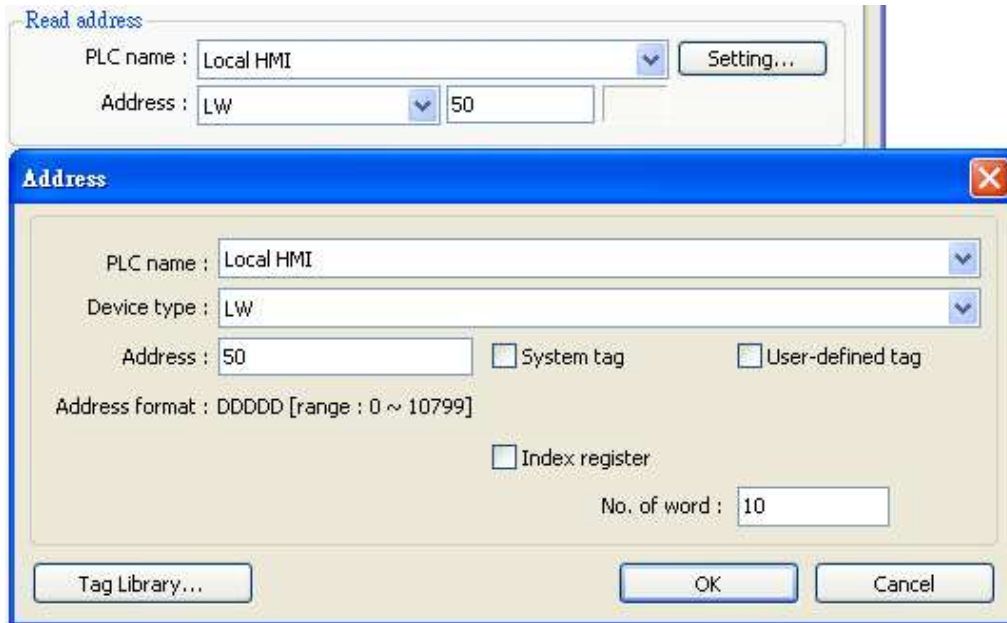 Read address
PLC name : Local HMI Setting...
Address : LW 50
Address
PLC name : Local HMI
Device type : LW
Address : 50 System tag User-defined tag
Address format : DDDDD [range : 0 ~ 10799]
Index register
No. of word : 10
Tag Library... OK Cancel